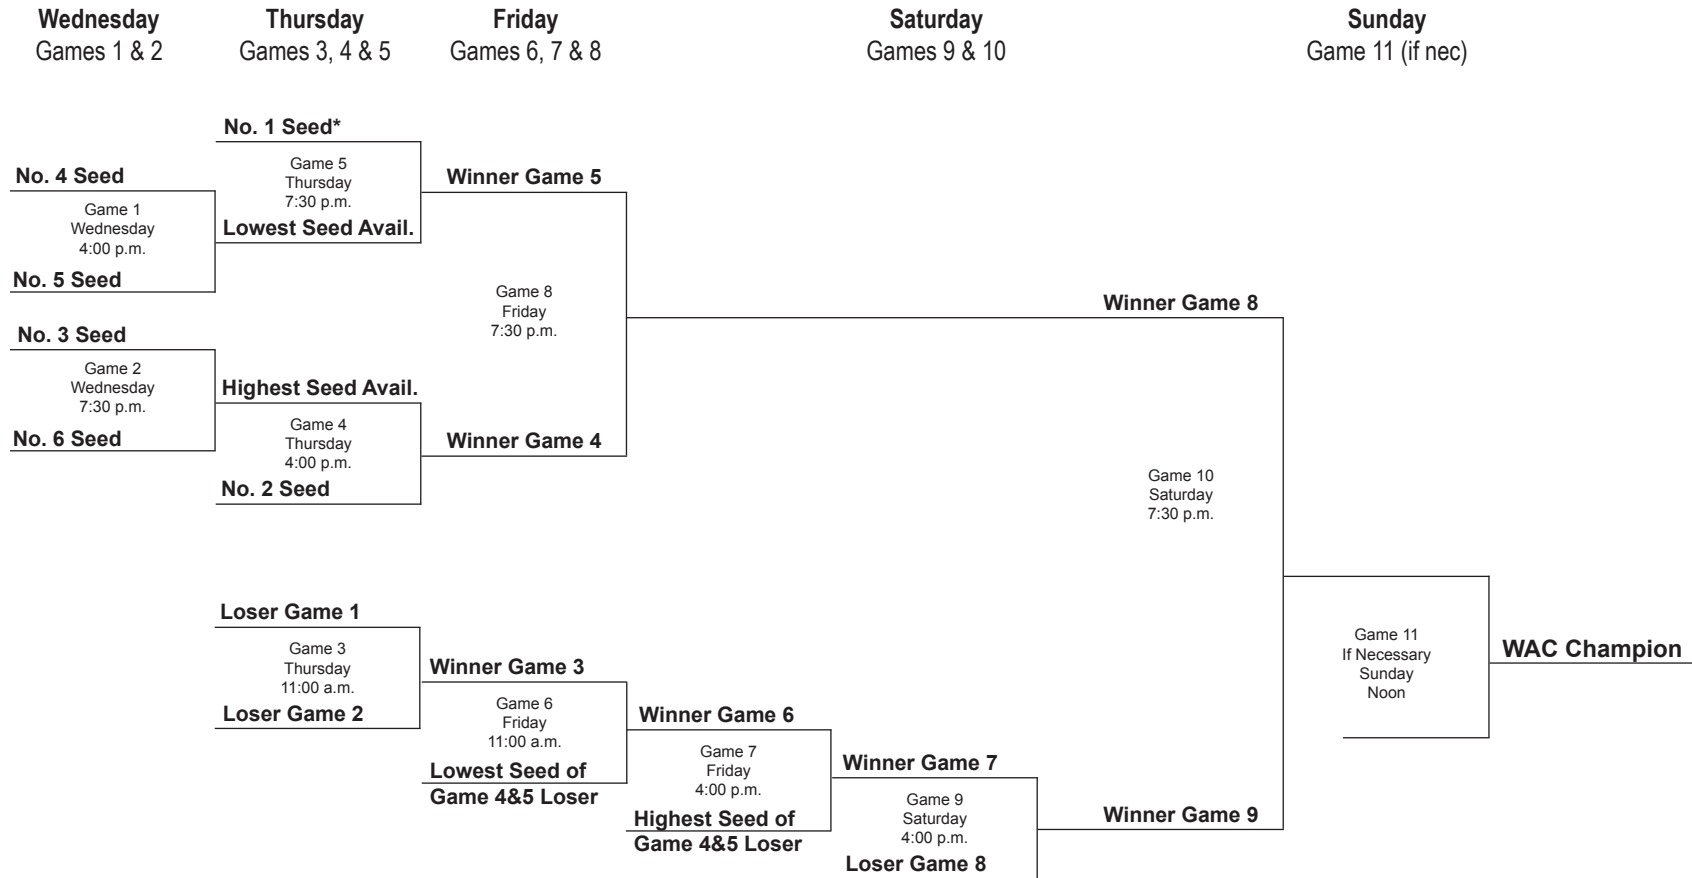 Wednesday
Games 1 & 2
Thursday
Games 3, 4 & 5
Friday
Games 6, 7 & 8
Saturday
Games 9 & 10
Sunday
Game 11 (if nec)
No. 4 Seed
Game 1
Wednesday
4:00 p.m.
No. 5 Seed
No. 3 Seed
Game 2
Wednesday
7:30 p.m.
No. 6 Seed
No. 1 Seed*
Game 5
Thursday
7:30 p.m.
Lowest Seed Avail.
Highest Seed Avail.
Game 4
Thursday
4:00 p.m.
No. 2 Seed
Winner Game 5
Game 8
Friday
7:30 p.m.
Winner Game 4
Winner Game 8
Game 10
Saturday
7:30 p.m.
Loser Game 1
Game 3
Thursday
11:00 a.m.
Loser Game 2
Winner Game 3
Game 6
Friday
11:00 a.m.
Lowest Seed of
Game 4&5 Loser
Winner Game 6
Game 7
Friday
4:00 p.m.
Highest Seed of
Game 4&5 Loser
Winner Game 7
Game 9
Saturday
4:00 p.m.
Loser Game 8
Winner Game 9
Game 11
If Necessary
Sunday
Noon
WAC Champion